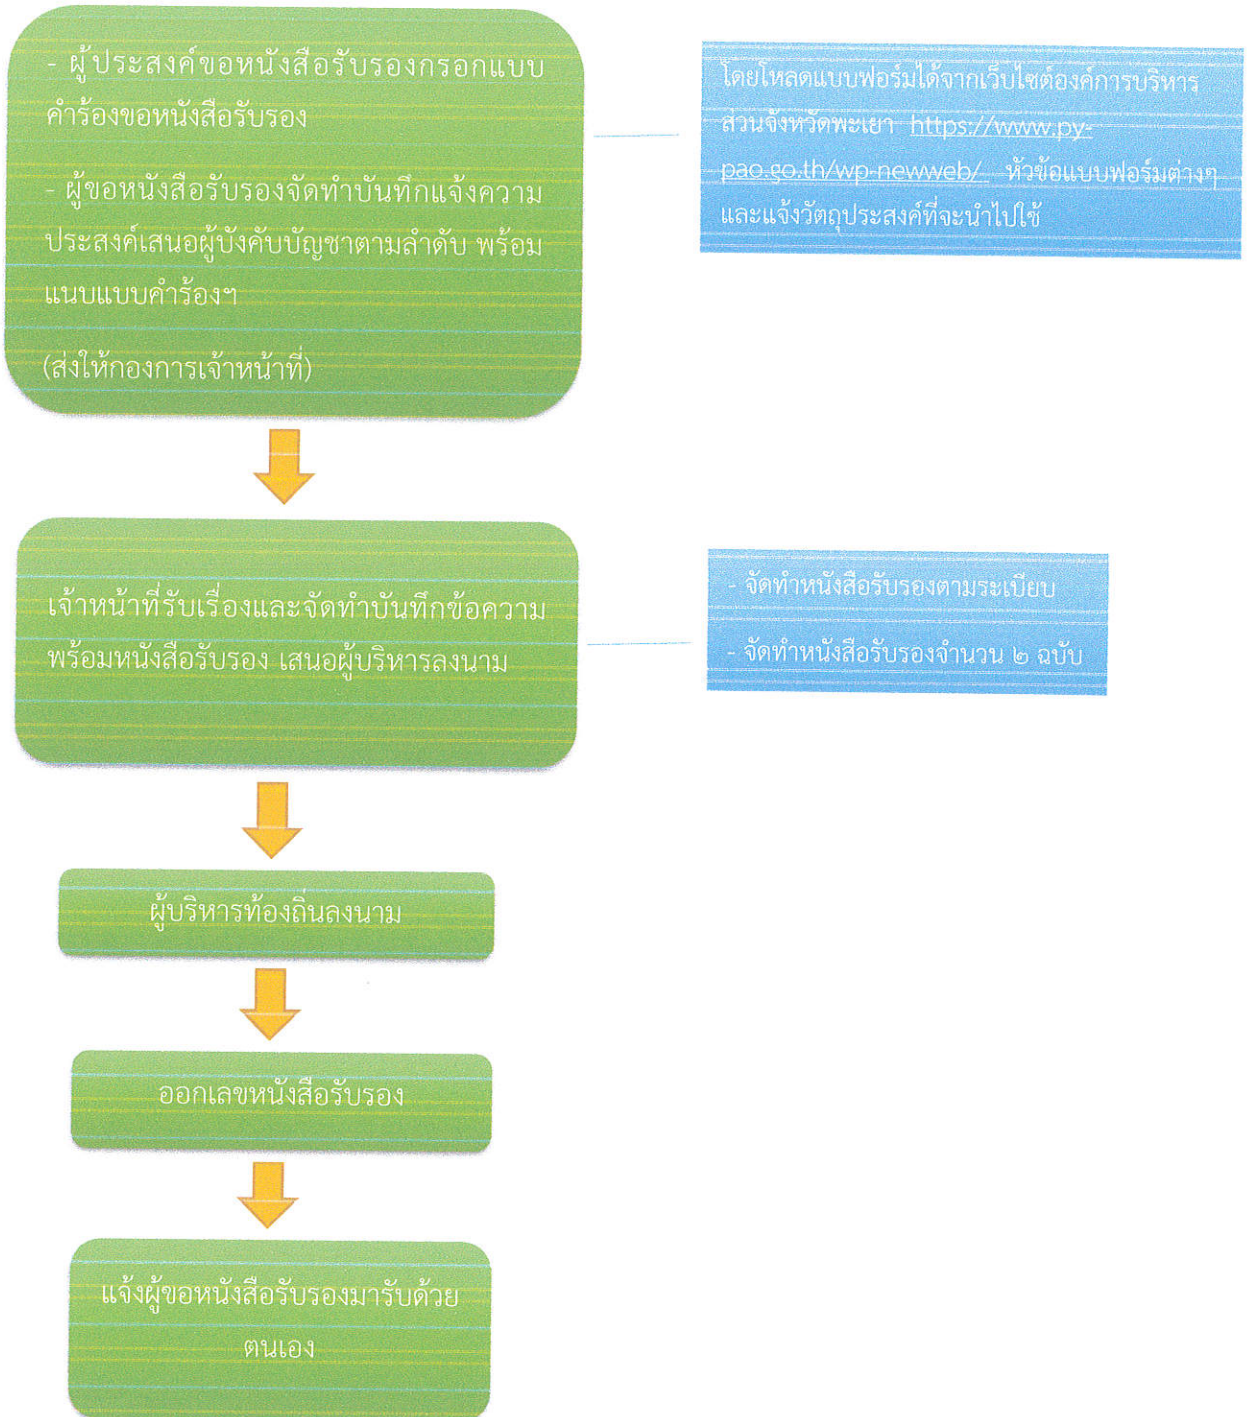 - ผู้ประสงค์ขอหนังสือรับรองกรอกแบบ
คำร้องขอหนังสือรับรอง
- ผู้ขอหนังสือรับรองจัดทำบันทึกแจ้งความ
ประสงค์เสนอผู้บังคับบัญชาตามลำดับ พร้อม
แนบแบบคำร้องฯ
(ส่งให้กองการเจ้าหน้าที่)
โดยโหลดแบบฟอร์มได้จากเว็บไซต์องค์การบริหาร
ส่วนจังหวัดพะเยา https://www.py-
pao.go.th/wp-newweb/ หัวข้อแบบฟอร์มต่างๆ
และแจ้งวัตถุประสงค์ที่จะนำไปใช้
เจ้าหน้าที่รับเรื่องและจัดทำบันทึกข้อความ
พร้อมหนังสือรับรอง เสนอผู้บริหารลงนาม
- จัดทำหนังสือรับรองตามระเบียบ
- จัดทำหนังสือรับรองจำนวน ๒ ฉบับ
ผู้บริหารท้องถิ่นลงนาม
ออกเลขหนังสือรับรอง
แจ้งผู้ขอหนังสือรับรองมารับด้วย
ตนเอง